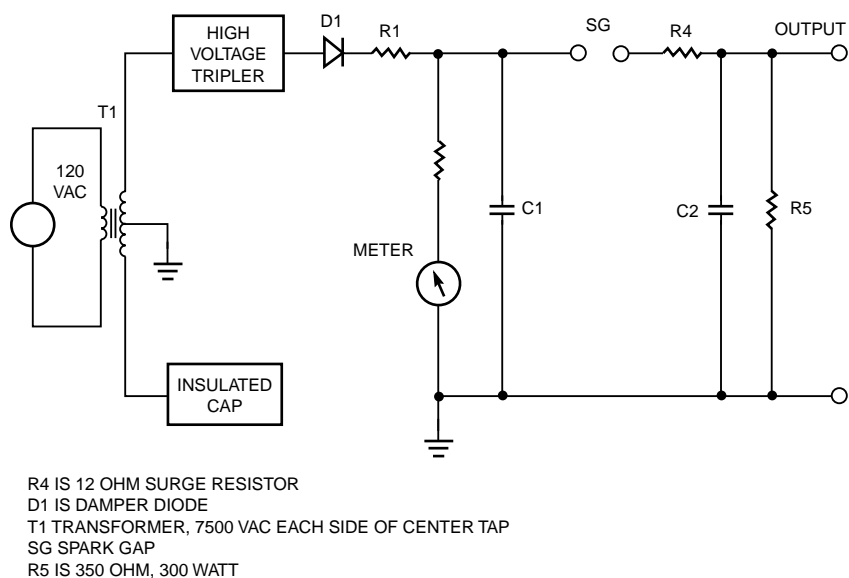 D1
HIGH
VOLTAGE
TRIPLER
R1
SG
R4
OUTPUT
T1
120
VAC
C1
C2
R5
METER
INSULATED
CAP
R4 IS 12 OHM SURGE RESISTOR
D1 IS DAMPER DIODE
T1 TRANSFORMER, 7500 VAC EACH SIDE OF CENTER TAP
SG SPARK GAP
R5 IS 350 OHM, 300 WATT